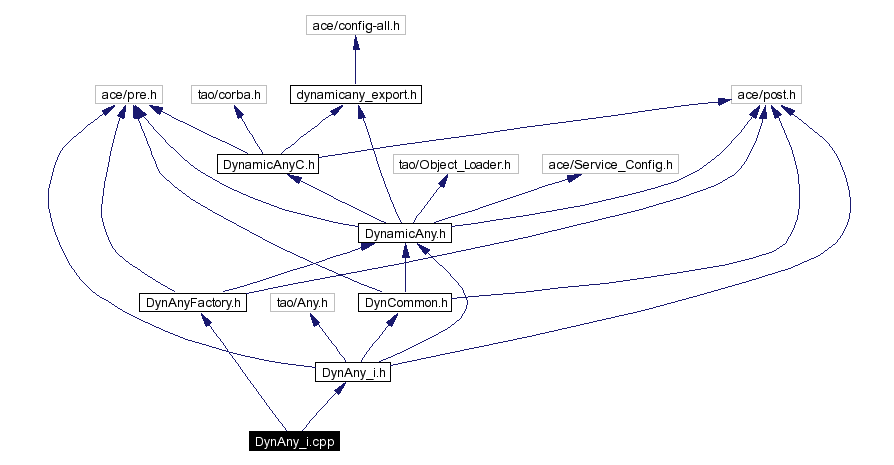 ace/config-all.h
ace/pre.h
tao/corba.h
dynamicany_export.h
ace/post.h
DynamicAnyC.h
tao/Object_Loader.h
ace/Service_Config.h
DynamicAny.h
DynAnyFactory.h
tao/Any.h
DynCommon.h
DynAny_i.h
DynAny_i.cpp